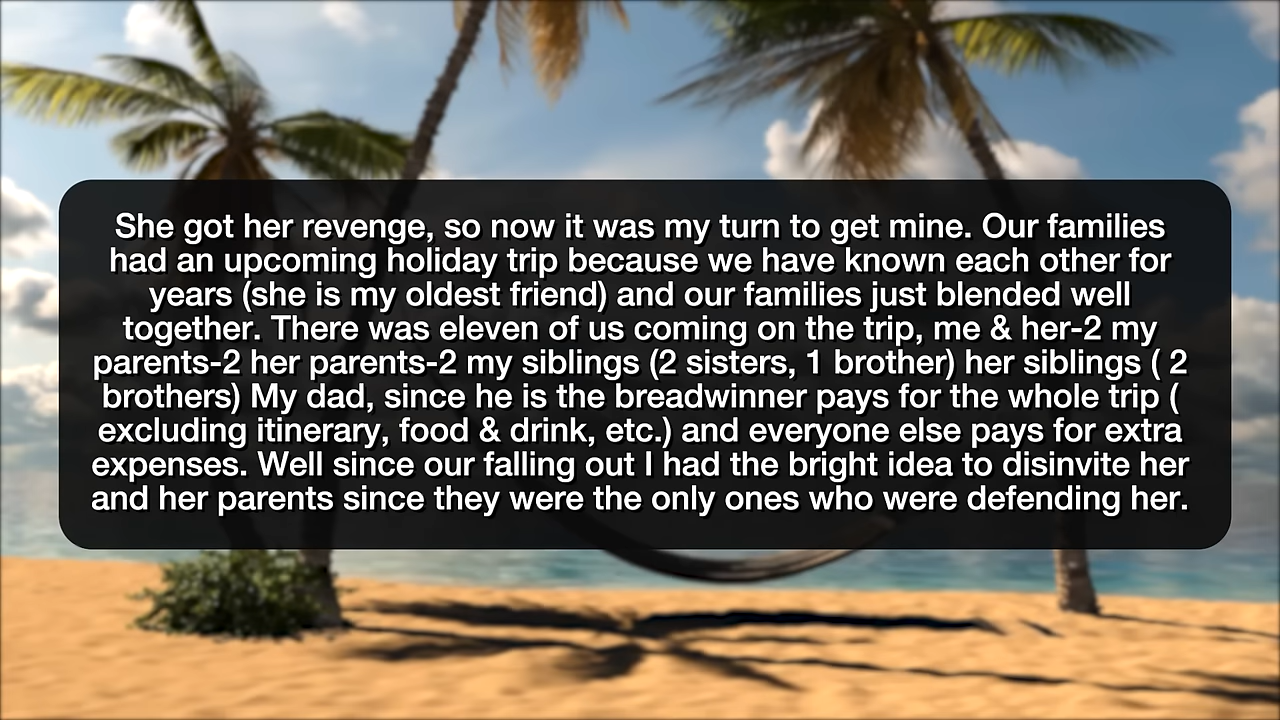 She got her revenge, so now it was my turn to get mine. Our families
had an upcoming holiday trip because we have known each other for
years (she is my oldest friend) and our families just blended well
together. There was eleven of us coming on the trip, me & her-2 my
parents-2 her parents-2 my siblings (2 sisters, 1 brother) her siblings ( 2
brothers) My dad, since he is the breadwinner pays for the whole trip (
excluding itinerary, food & drink, etc.) and everyone else pays for extra
expenses. Well since our falling out I had the bright idea to disinvite her
and her parents since they were the only ones who were defending her.